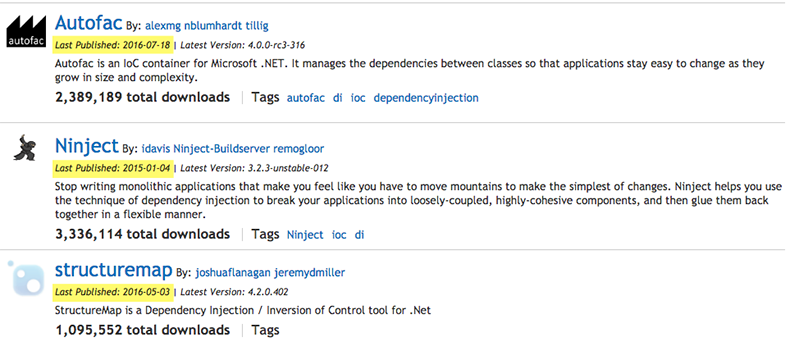 Autofac By: alexmg nblumhardt tillig
autofac
Last Published: 2016-07-18 | Latest Version: 4.0.0-rc3-316
Autofac is an IoC container for Microsoft .NET. It manages the dependencies between classes so that applications stay easy to change as they
grow in size and complexity.
2,389,189 total downloads | Tags autofac di ioc dependencyinjection
Ninject By: idavis Ninject-Buildserver remogloor
Last Published: 2015-01-04 | Latest Version: 3.2.3-unstable-012
Stop writing monolithic applications that make you feel like you have to move mountains to make the simplest of changes. Ninject helps you use
the technique of dependency injection to break your applications into loosely-coupled, highly-cohesive components, and then glue them back
together in a flexible manner.
3,336,114 total downloads | Tags Ninject ioc di
structuremap By: joshuaflanagan jeremydmiller
Last Published: 2016-05-03 | Latest Version: 4.2.0.402
StructureMap is a Dependency Injection / Inversion of Control tool for .Net
1,095,552 total downloads | Tags